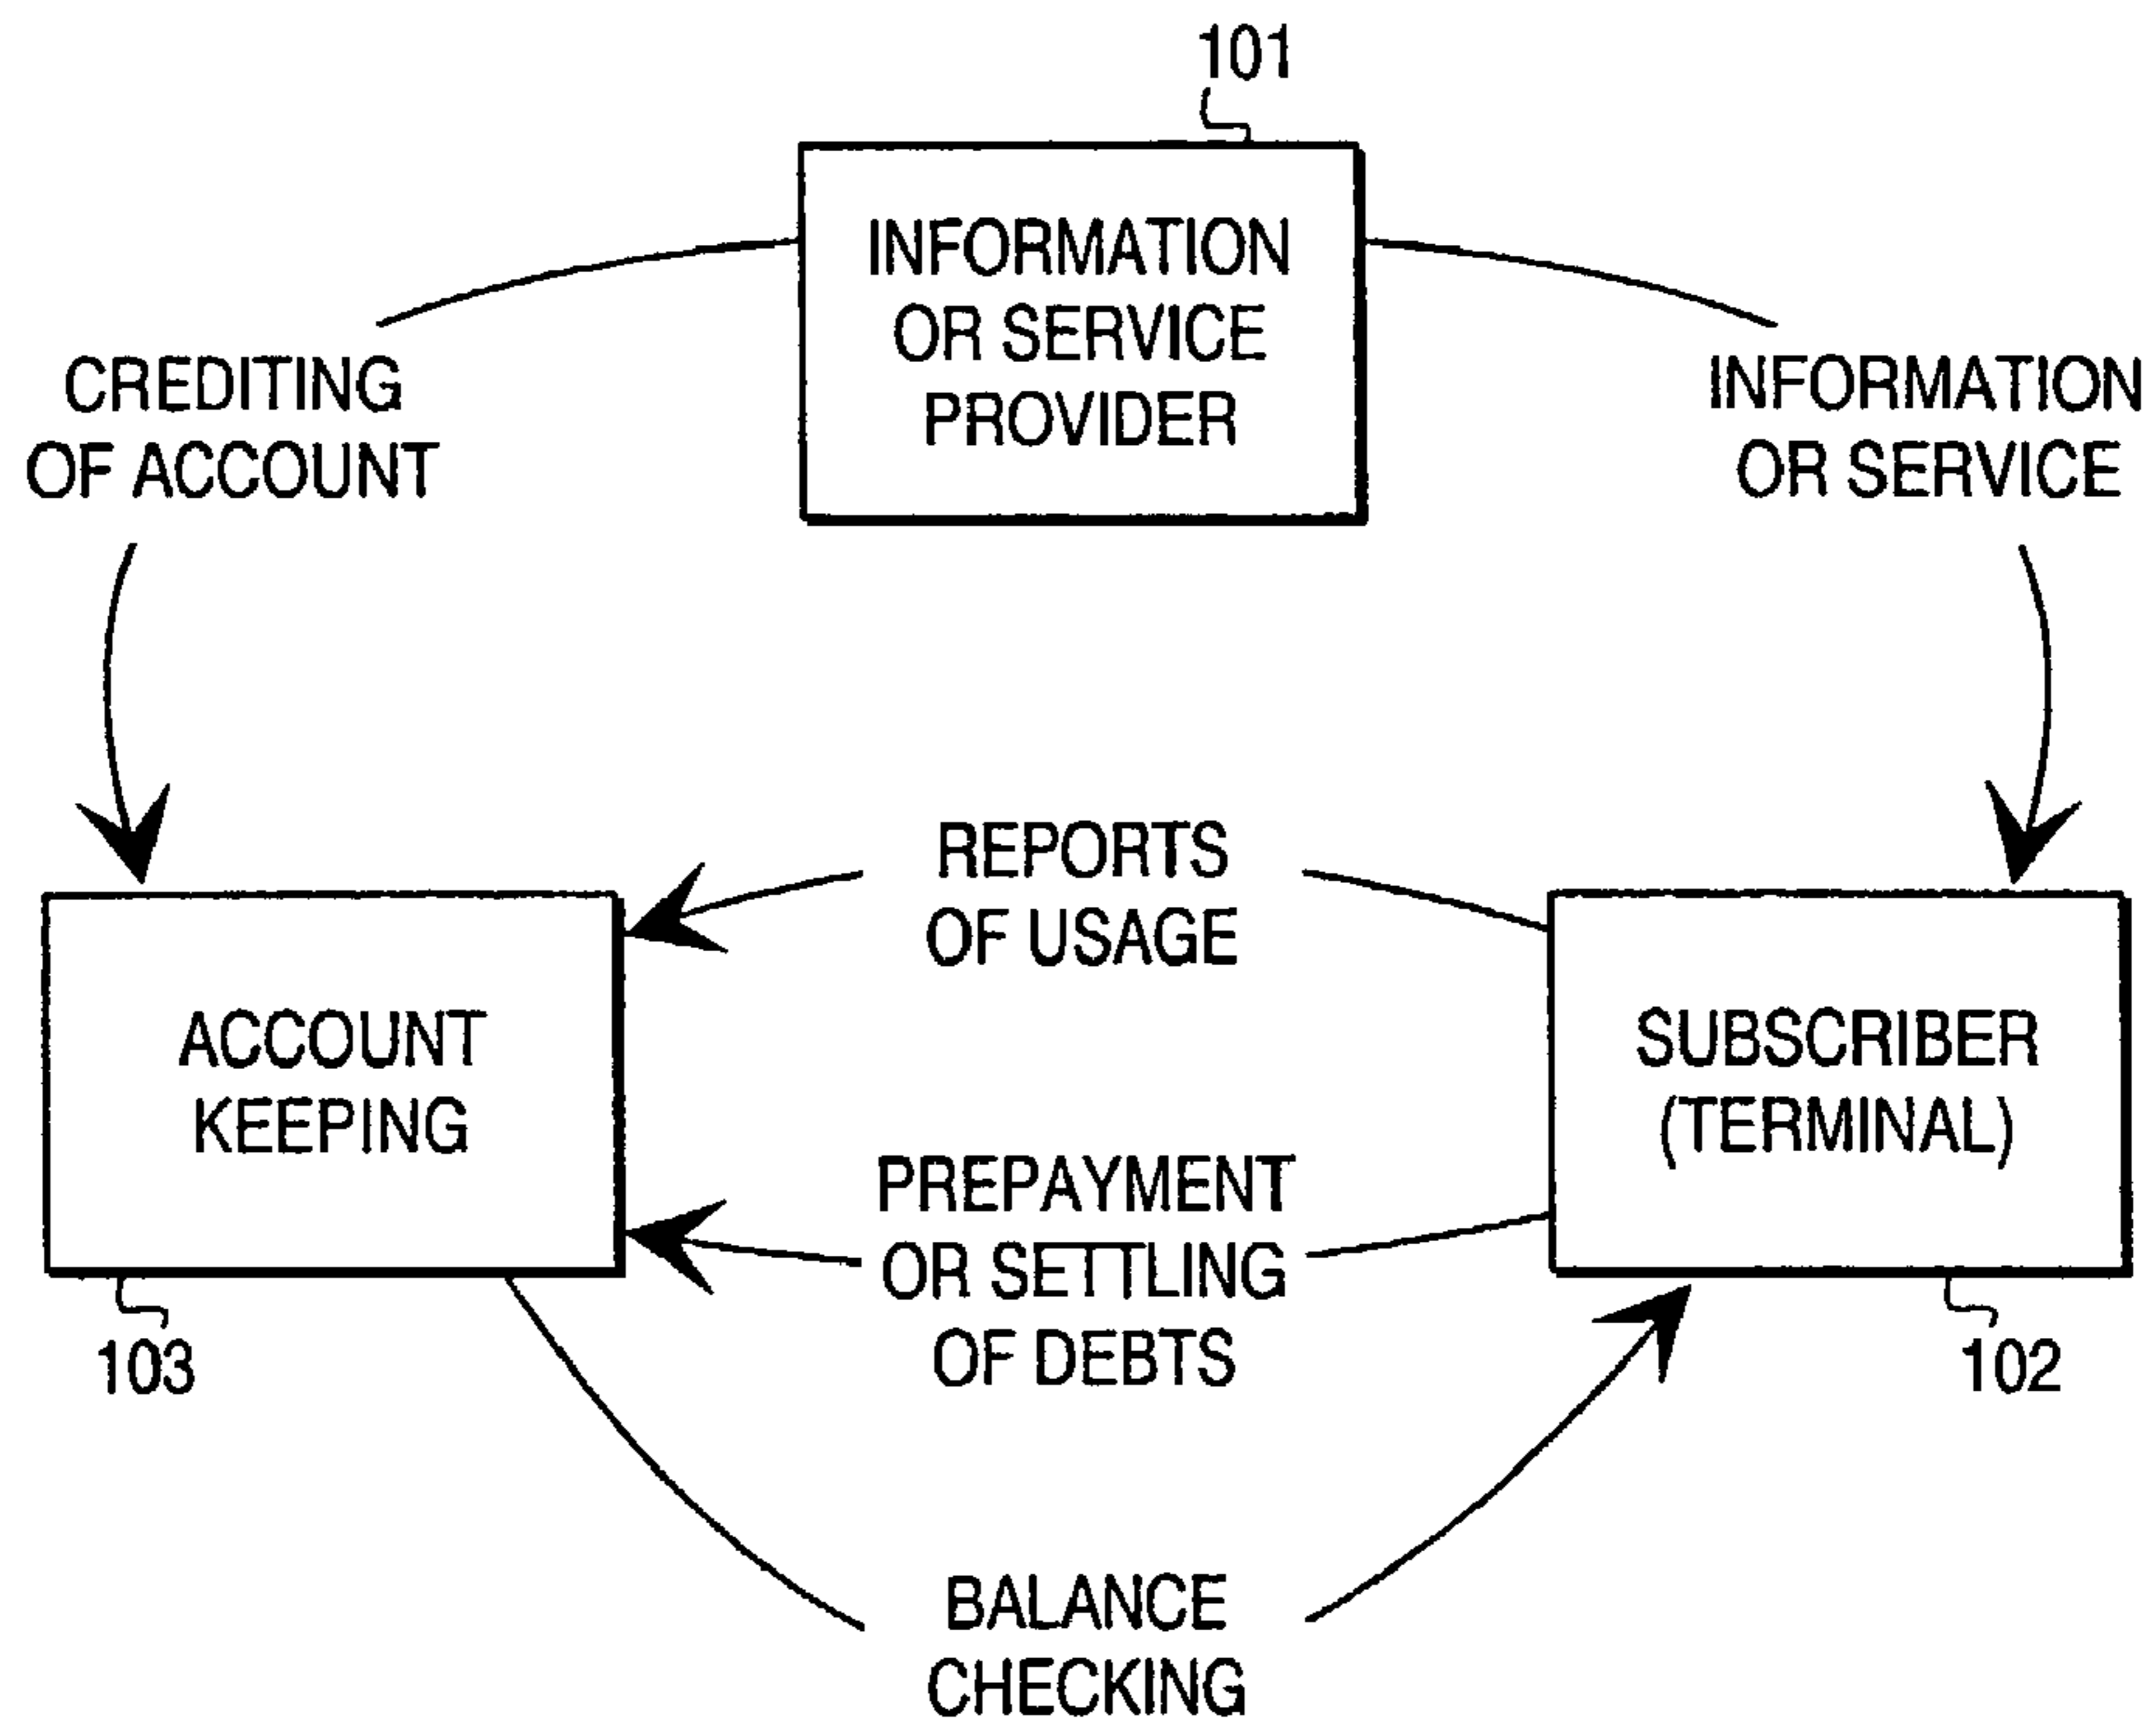 101
INFORMATION
OR SERVICE
PROVIDER
CREDITING
OF ACCOUNT
INFORMATION
OR SERVICE
REPORTS
OF USAGE
ACCOUNT
KEEPING
SUBSCRIBER
(TERMINAL)
PREPAYMENT
OR SETTLING
OF DEBTS
103
102
BALANCE
CHECKING